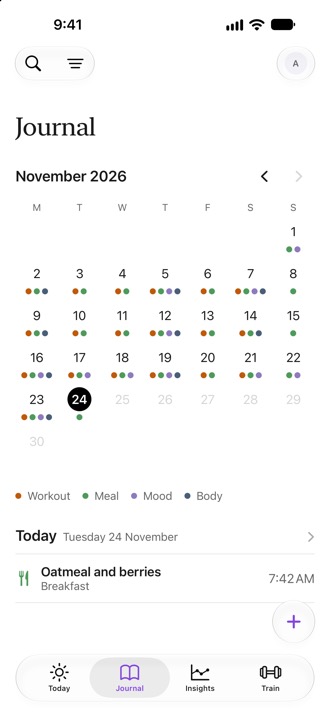 9:41
A
Journal
November 2026
M T W T F S S
1
2 3 4 5 6 7 8
9 10 11 12 13 14 15
16 17 18 19 20 21 22
23 24 25 26 27 28 29
30
Workout Meal Mood Body
Today Tuesday 24 November
Oatmeal and berries
Breakfast
7:42 AM
Today Journal Insights Train